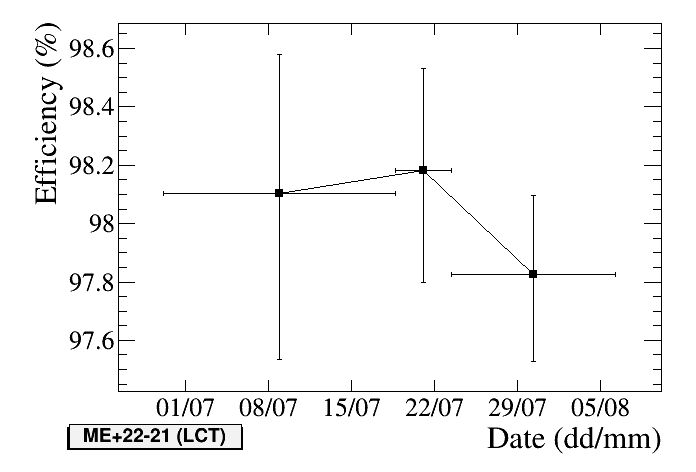 Efficiency (%)
98.6
98.4
98.2
98
97.8
97.6
01/07 08/07 15/07 22/07 29/07 05/08
ME+22-21 (LCT)
Date (dd/mm)